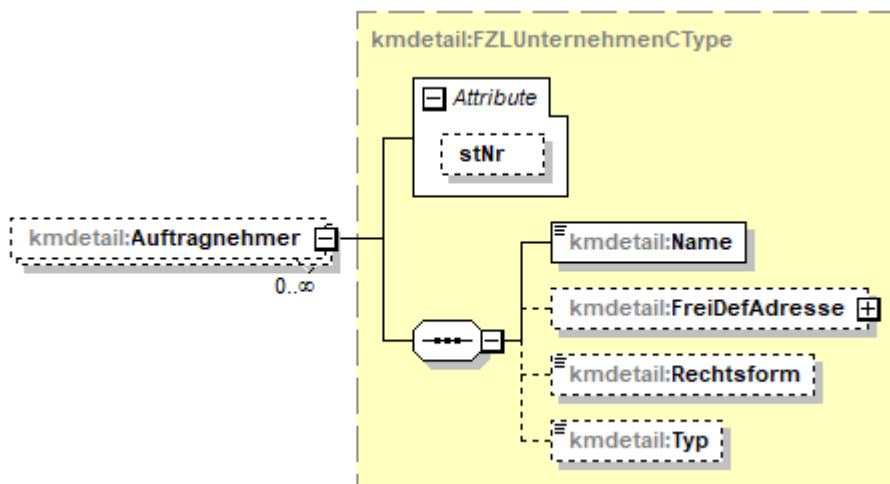 kmdetail:FZLUnternehmenCType
Attribute
stNr
kmdetail:Auftragnehmer
0..∞
kmdetail:Name
kmdetail:FreiDefAdresse
kmdetail:Rechtsform
kmdetail:Typ